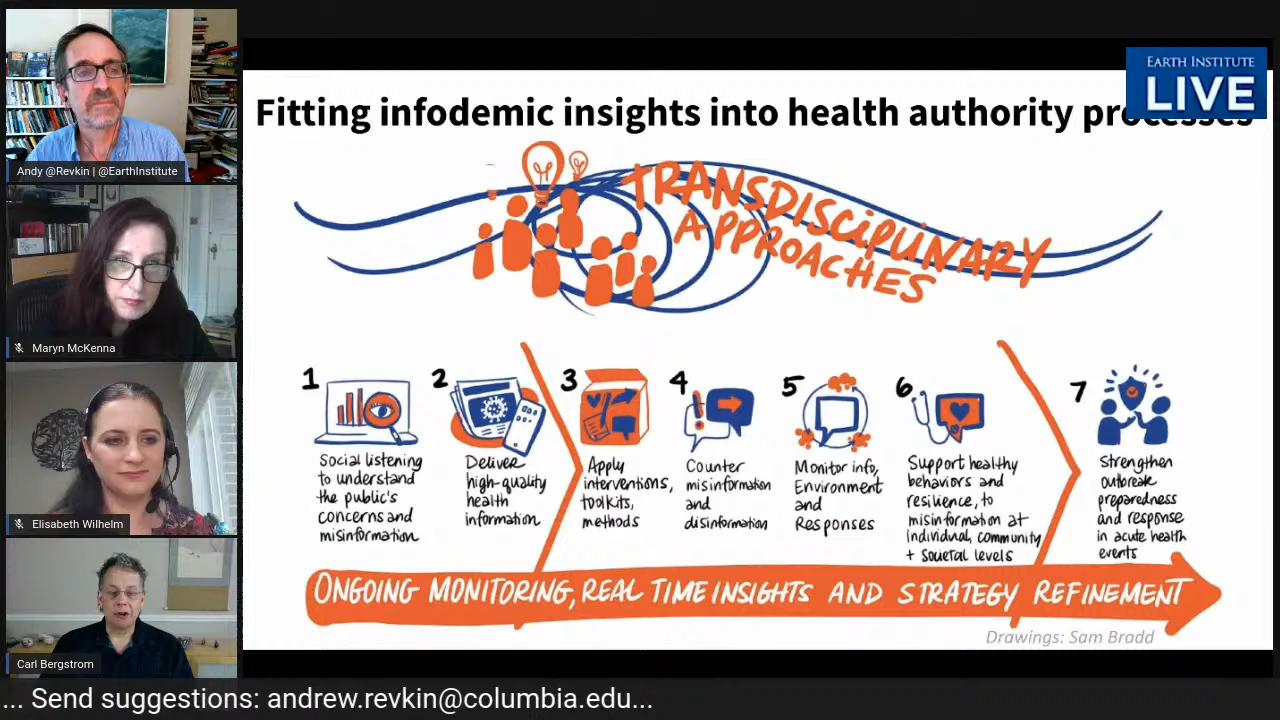 Andy @Revkin | @EarthInstitute
Maryn McKenna
Elisabeth Wilhelm
Carl Bergstrom
EARTH INSTITUTE
LIVE
Fitting infodemic insights into health authority processes
TRANSDISCIPLINARY
APPROACHES
1
Social listening
to understand
the public's
concerns and
misinformation
2
Deliver
high-quality
health
information
3
Apply
interventions,
toolkits,
methods
4
Counter
misinformation
and
disinformation
5
Monitor info,
Environment
and
Responses
6
Support healthy
behaviors and
resilience, to
misinformation at
individual, community
+ societal levels
7
Strengthen
outbreak
preparedness
and response
in acute health
events
ONGOING MONITORING, REAL TIME INSIGHTS AND STRATEGY REFINEMENT
Drawings: Sam Bradd
... Send suggestions: andrew.revkin@columbia.edu...